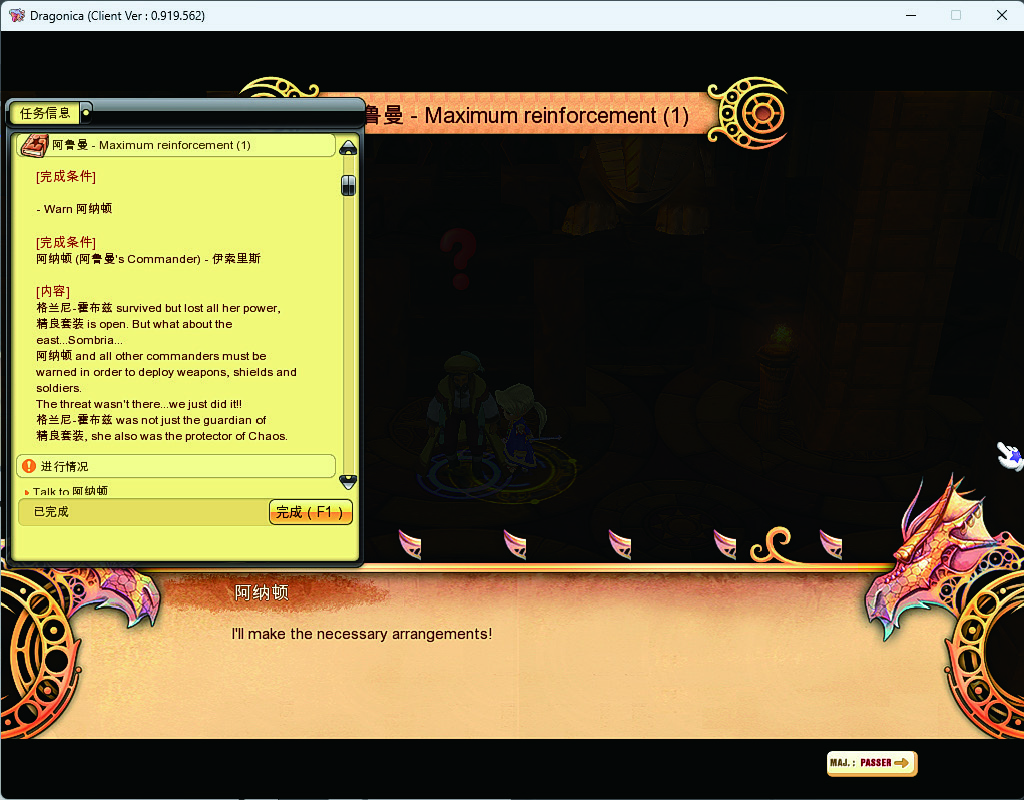 Dragonica (Client Ver : 0.919.562)
鲁曼 - Maximum reinforcement (1)
任务信息
阿鲁曼 - Maximum reinforcement (1)
[完成条件]
- Warn 阿纳顿
[完成条件]
阿纳顿 (阿鲁曼's Commander) - 伊索里斯
[内容]
格兰尼-霍布兹 survived but lost all her power,
精良套装 is open. But what about the
east...Sombria...
阿纳顿 and all other commanders must be
warned in order to deploy weapons, shields and
soldiers.
The threat wasn't there...we just did it!!
格兰尼-霍布兹 was not just the guardian of
精良套装, she also was the protector of Chaos.
进行情况
Talk to 阿纳顿
已完成
完成 ( F1 )
阿纳顿
I'll make the necessary arrangements!
MAJ. : PASSER